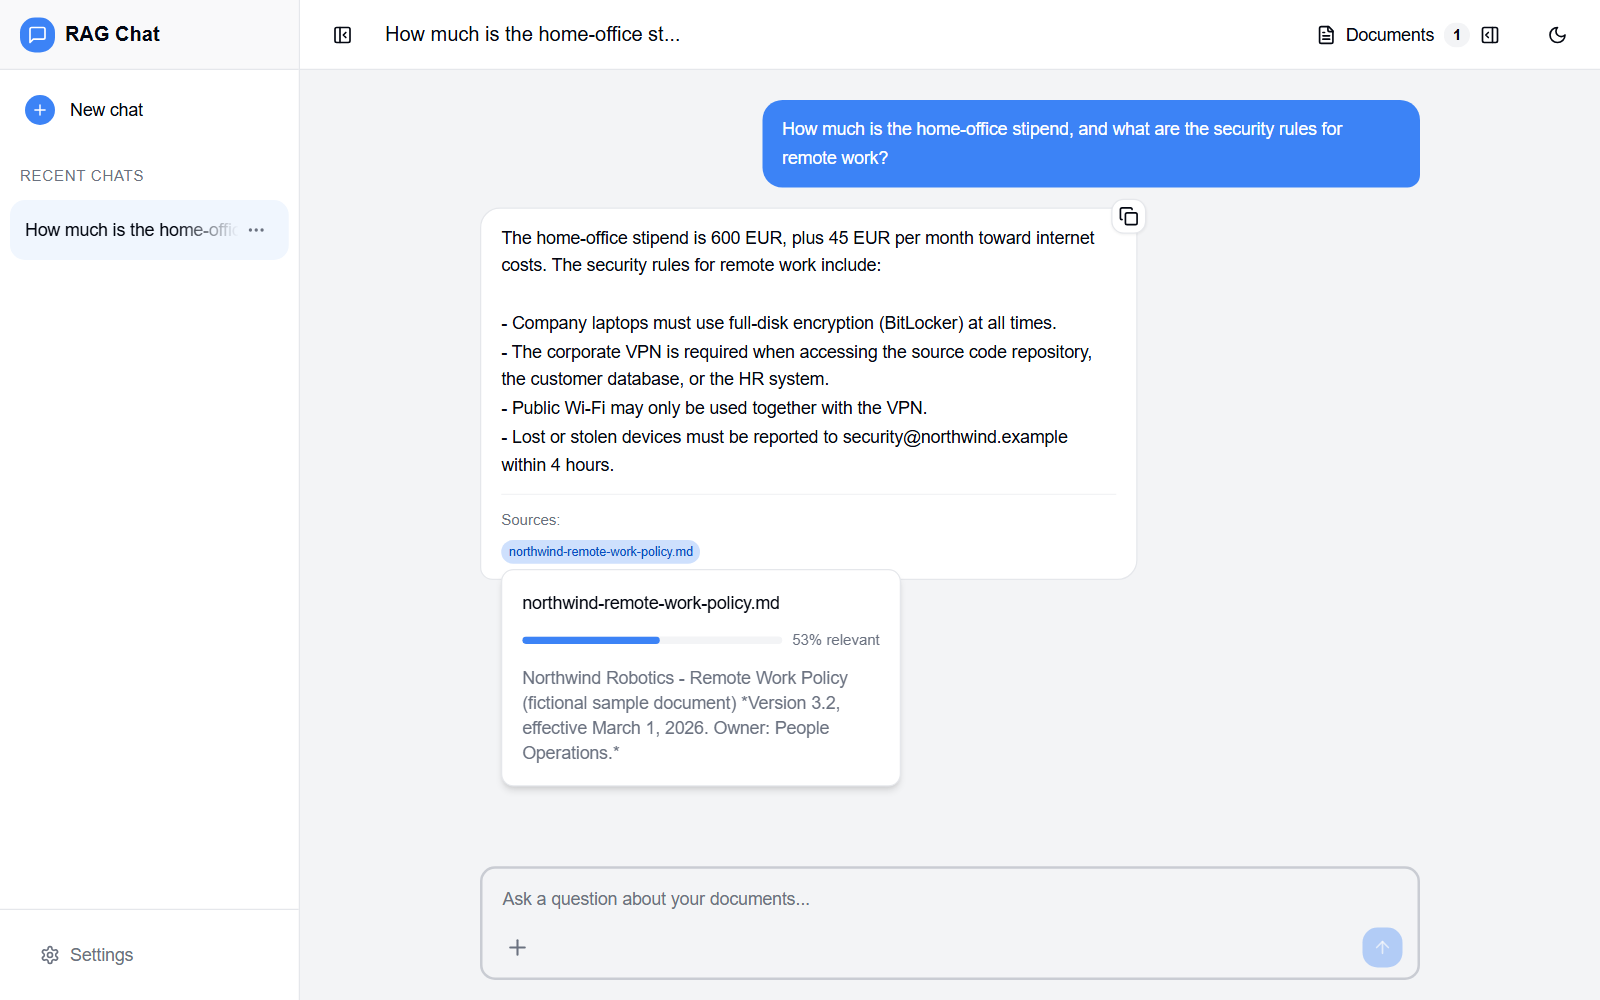 RAG Chat
How much is the home-office st...
Documents 1
New chat
RECENT CHATS
How much is the home-offic
How much is the home-office stipend, and what are the security rules for
remote work?
The home-office stipend is 600 EUR, plus 45 EUR per month toward internet
costs. The security rules for remote work include:
- Company laptops must use full-disk encryption (BitLocker) at all times.
- The corporate VPN is required when accessing the source code repository,
the customer database, or the HR system.
- Public Wi-Fi may only be used together with the VPN.
- Lost or stolen devices must be reported to security@northwind.example
within 4 hours.
Sources:
northwind-remote-work-policy.md
northwind-remote-work-policy.md
53% relevant
Northwind Robotics - Remote Work Policy
(fictional sample document) *Version 3.2,
effective March 1, 2026. Owner: People
Operations.*
Ask a question about your documents...
Settings